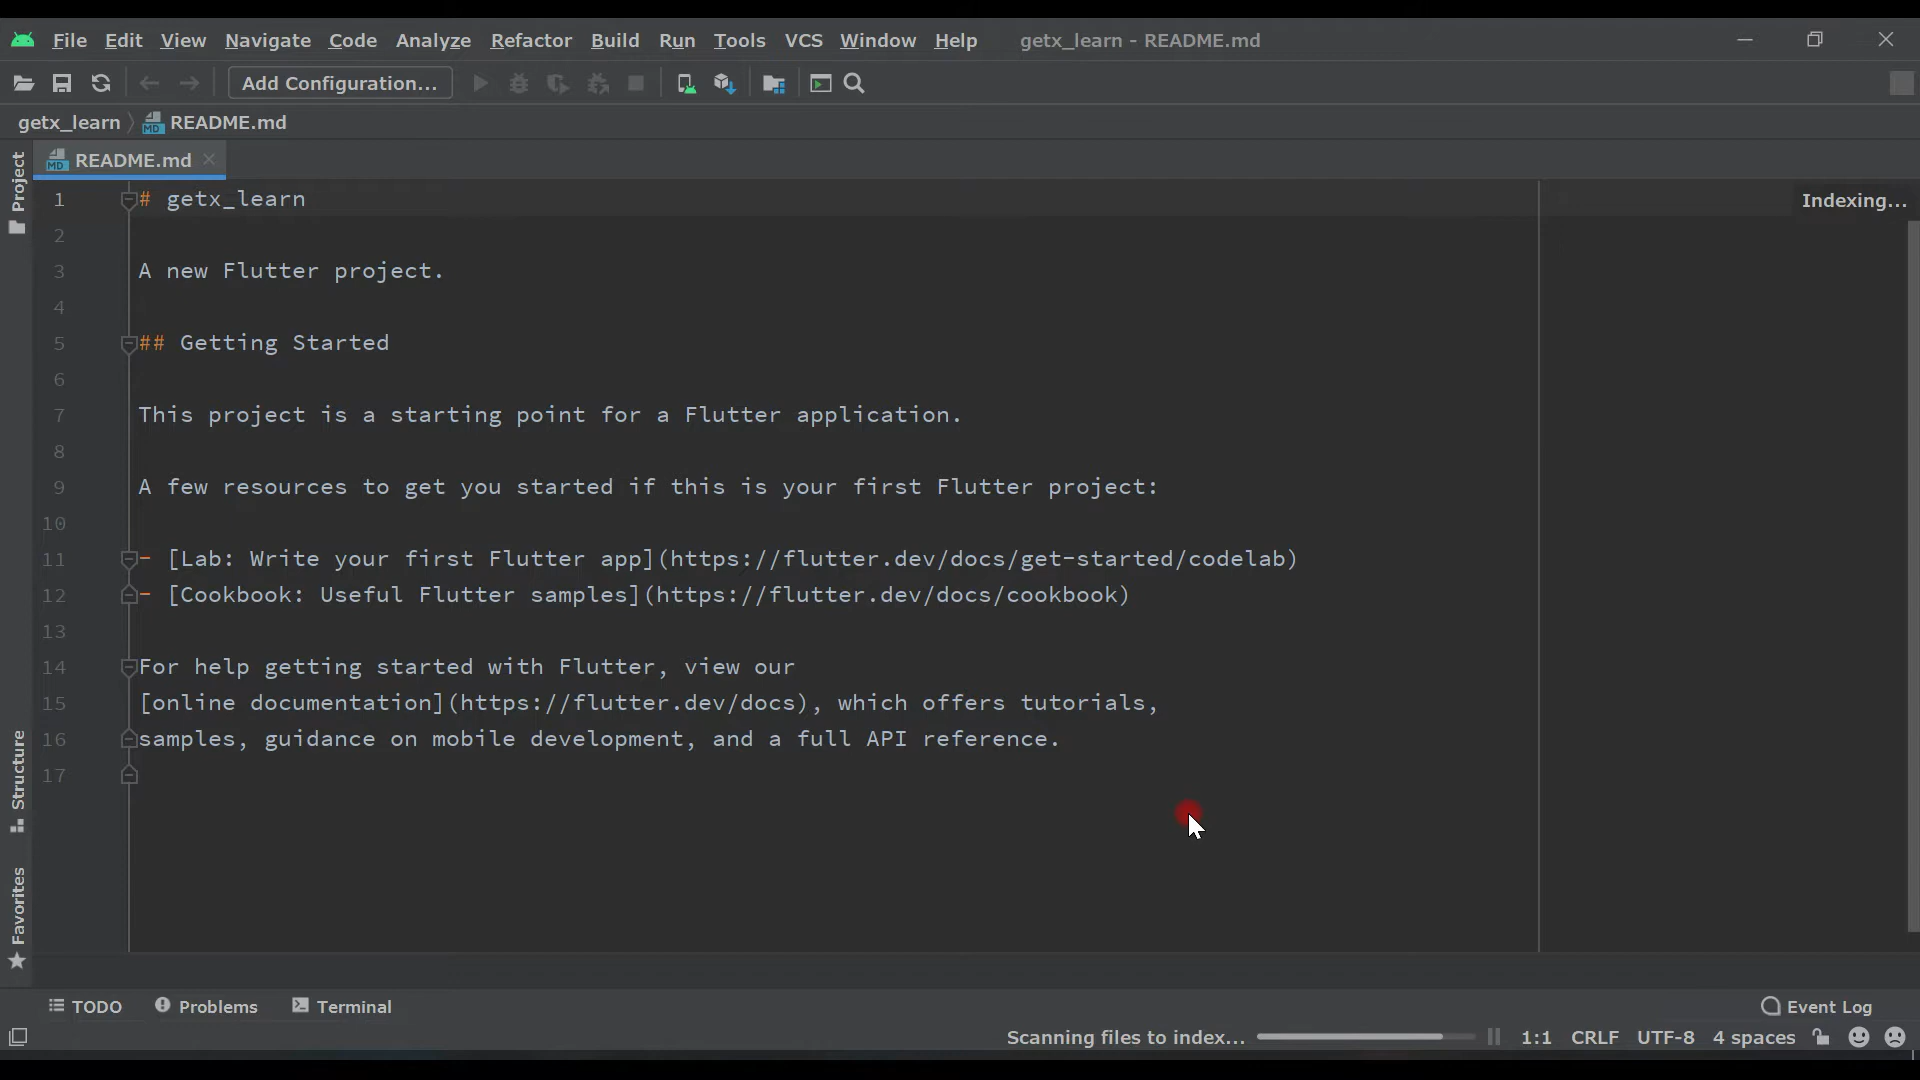 File Edit View Navigate Code Analyze Refactor Build Run Tools VCS Window Help getx_learn - README.md
Add Configuration...
getx_learn README.md
Project
README.md
1 # getx_learn
Indexing...
2
3 A new Flutter project.
4
5 ## Getting Started
6
7 This project is a starting point for a Flutter application.
8
9 A few resources to get you started if this is your first Flutter project:
10
11 - [Lab: Write your first Flutter app](https://flutter.dev/docs/get-started/codelab)
12 - [Cookbook: Useful Flutter samples](https://flutter.dev/docs/cookbook)
13
14 For help getting started with Flutter, view our
15 [online documentation](https://flutter.dev/docs), which offers tutorials,
16 samples, guidance on mobile development, and a full API reference.
17
Structure
Favorites
TODO Problems Terminal Event Log
Scanning files to index... 1:1 CRLF UTF-8 4 spaces